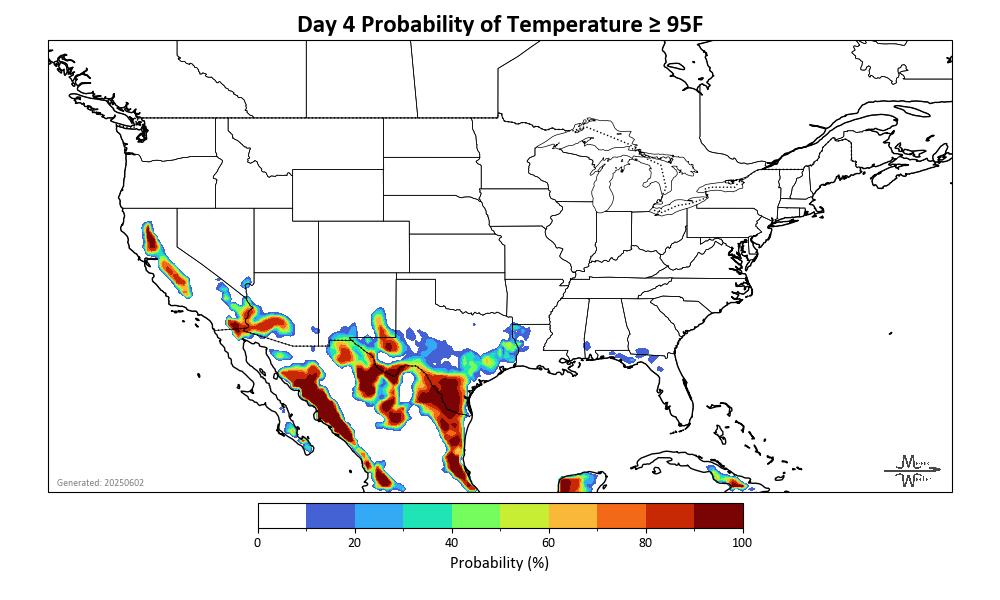 Day 4 Probability of Temperature ≥ 95F
Generated: 20250602
0 20 40 60 80 100
Probability (%)